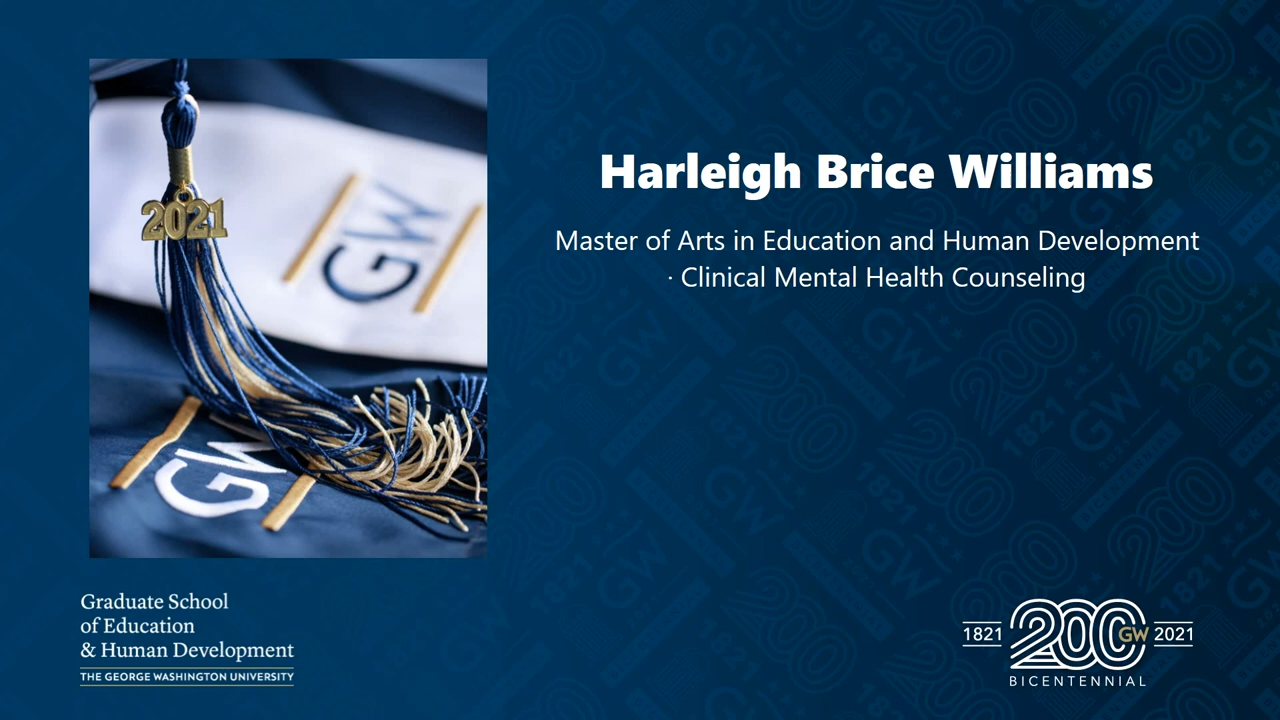 2021
GW
GW
Harleigh Brice Williams
Master of Arts in Education and Human Development
· Clinical Mental Health Counseling
Graduate School
of Education
& Human Development
THE GEORGE WASHINGTON UNIVERSITY
1821 200 GW 2021
BICENTENNIAL